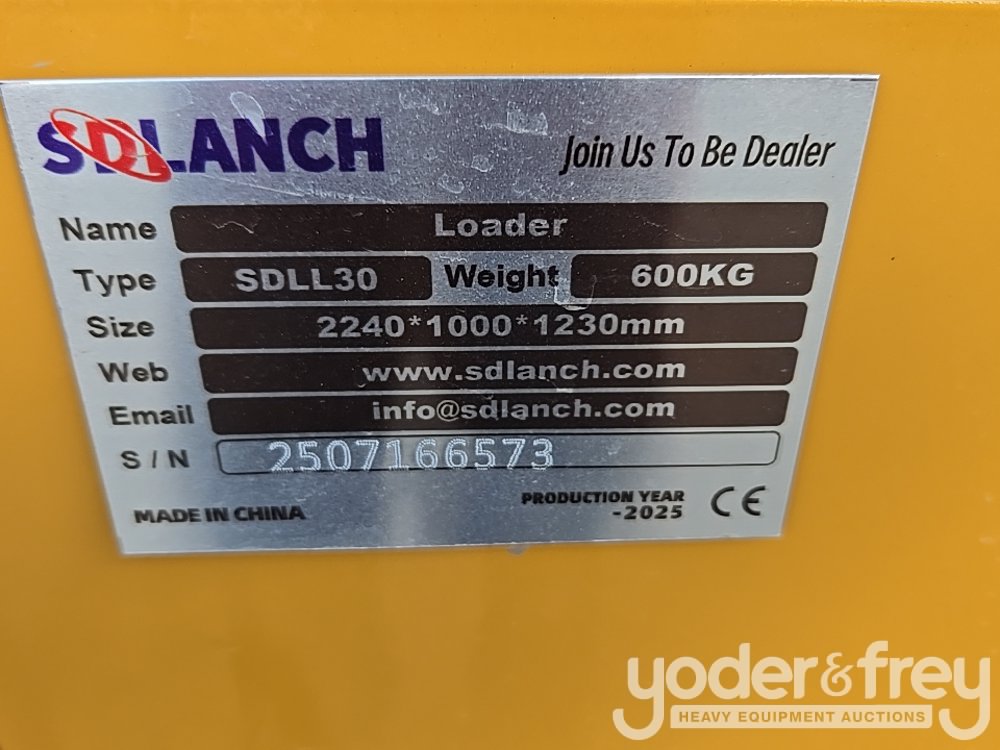 SDLANCH
Join Us To Be Dealer
Name Loader
Type SDLL30 Weight 600KG
Size 2240*1000*1230mm
Web www.sdlanch.com
Email info@sdlanch.com
S/N 2507166573
MADE IN CHINA
PRODUCTION YEAR
-2025
CE
yoder&frey
HEAVY EQUIPMENT AUCTIONS